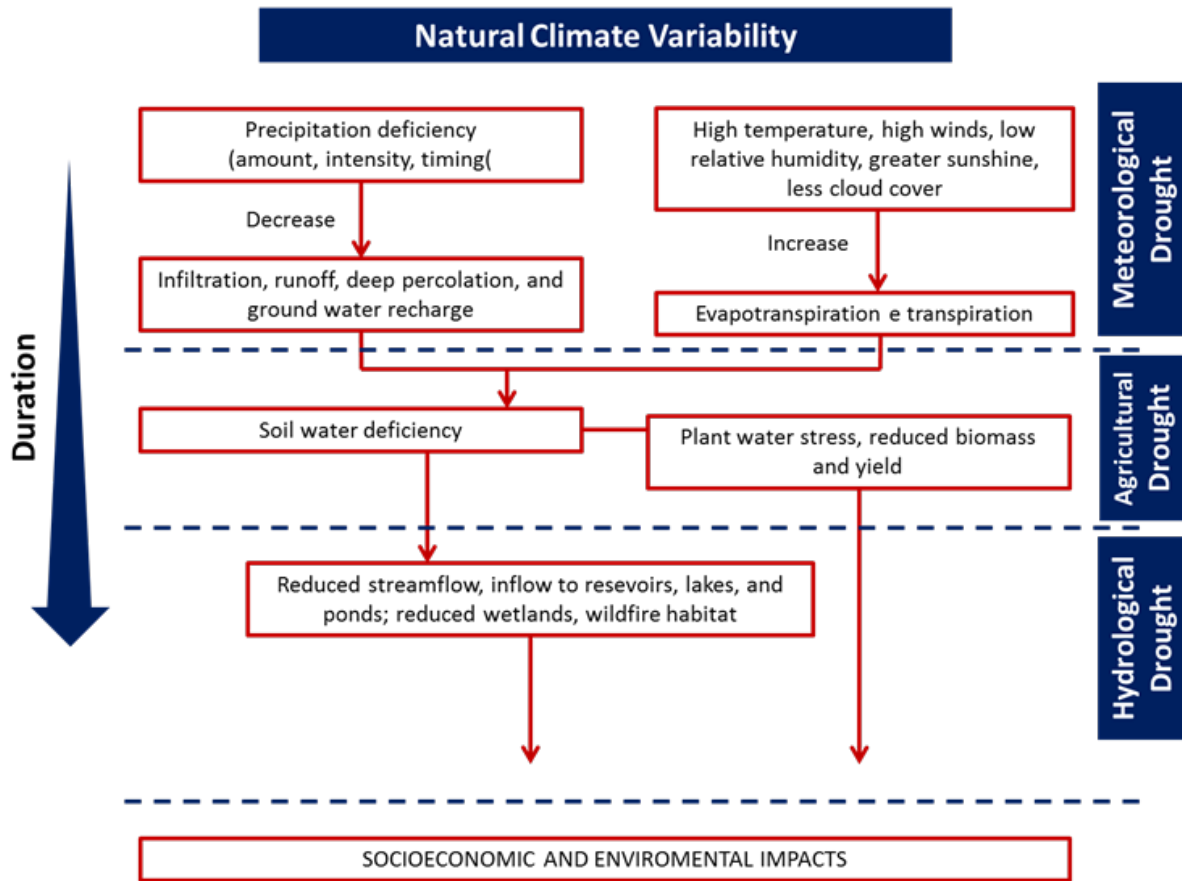 Natural Climate Variability
Precipitation deficiency
(amount, intensity, timing(
High temperature, high winds, low
relative humidity, greater sunshine,
less cloud cover
Decrease
Increase
Infiltration, runoff, deep percolation, and
ground water recharge
Evapotranspiration e transpiration
Meteorological
Drought
Duration
Soil water deficiency
Plant water stress, reduced biomass
and yield
Agricultural
Drought
Reduced streamflow, inflow to resevoirs, lakes, and
ponds; reduced wetlands, wildfire habitat
Hydrological
Drought
SOCIOECONOMIC AND ENVIROMENTAL IMPACTS